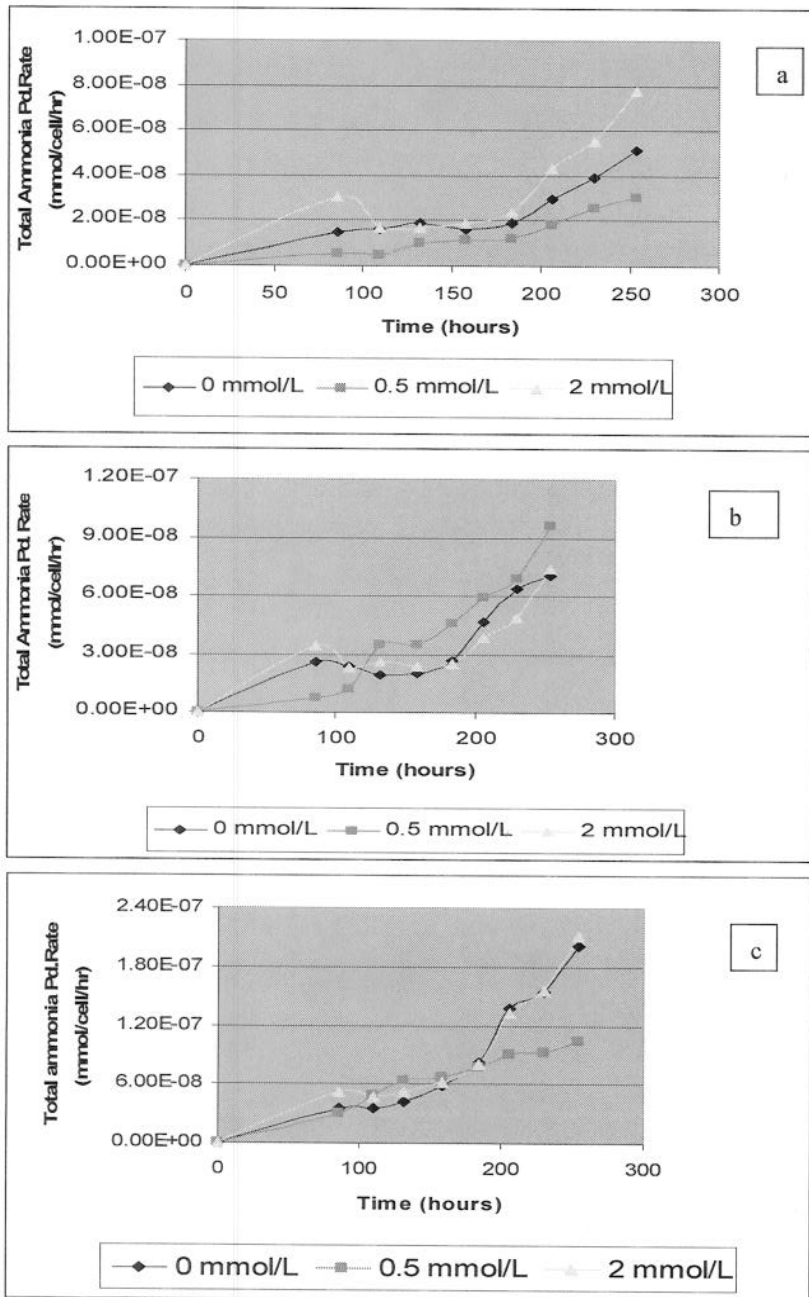 a
Total Ammonia Pd.Rate
(mmol/cell/hr)
1.00E-07
8.00E-08
6.00E-08
4.00E-08
2.00E-08
0.00E+00
0 50 100 150 200 250 300
Time (hours)
0 mmol/L 0.5 mmol/L 2 mmol/L
b
Total Ammonia Pd. Rate
(mmol/cell/hr)
1.20E-07
9.00E-08
6.00E-08
3.00E-08
0.00E+00
0 100 200 300
Time (hours)
0 mmol/L 0.5 mmol/L 2 mmol/L
c
Total ammonia Pd.Rate
(mmol/cell/hr)
2.40E-07
1.80E-07
1.20E-07
6.00E-08
0.00E+00
0 100 200 300
Time (hours)
0 mmol/L 0.5 mmol/L 2 mmol/L